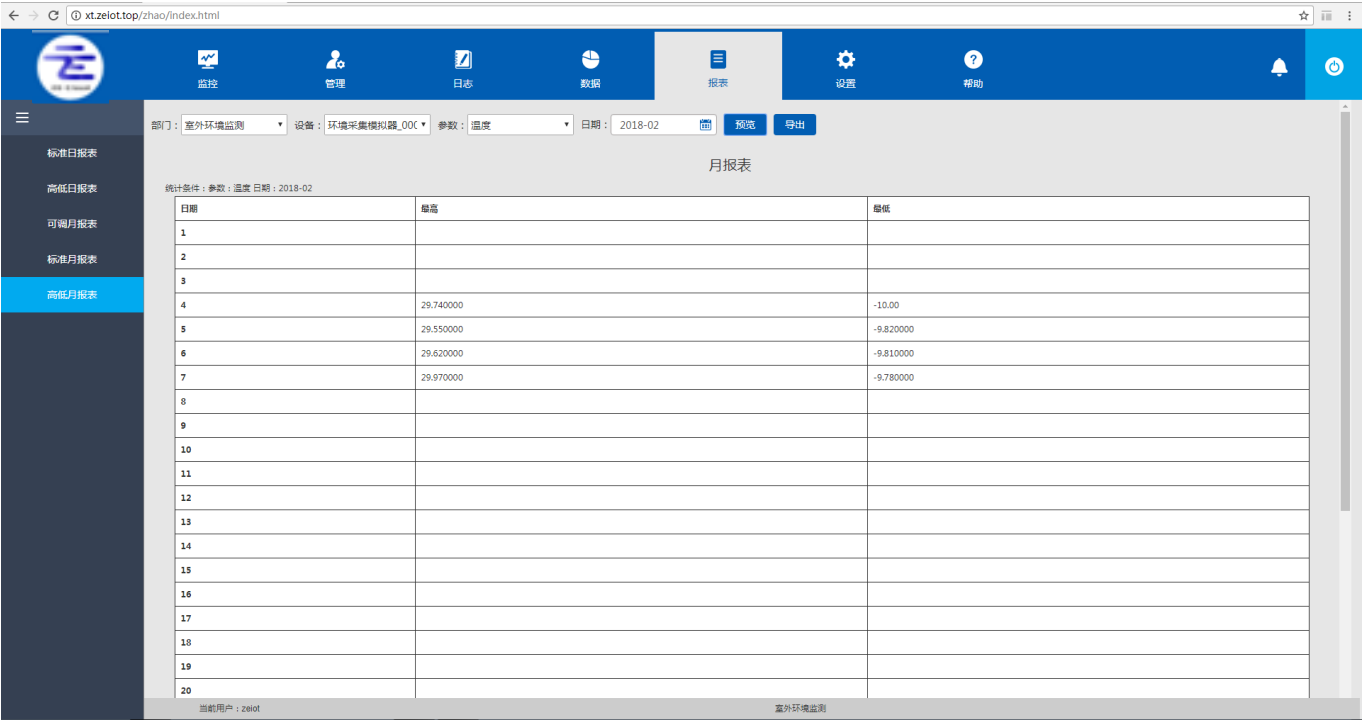 xt.zeiot.top/zhao/index.html
监控 管理 日志 数据 报表 设置 帮助
部门： 室外环境监测 设备： 环境采集模拟器_000 参数： 温度 日期： 2018-02 预览 导出
标准日报表
高低日报表
可调月报表
标准月报表
高低月报表
月报表
统计条件：参数：温度 日期：2018-02
日期 最高 最低
1
2
3
4 29.740000 -10.00
5 29.550000 -9.820000
6 29.620000 -9.810000
7 29.970000 -9.780000
8
9
10
11
12
13
14
15
16
17
18
19
20
当前用户：zeiot 室外环境监测